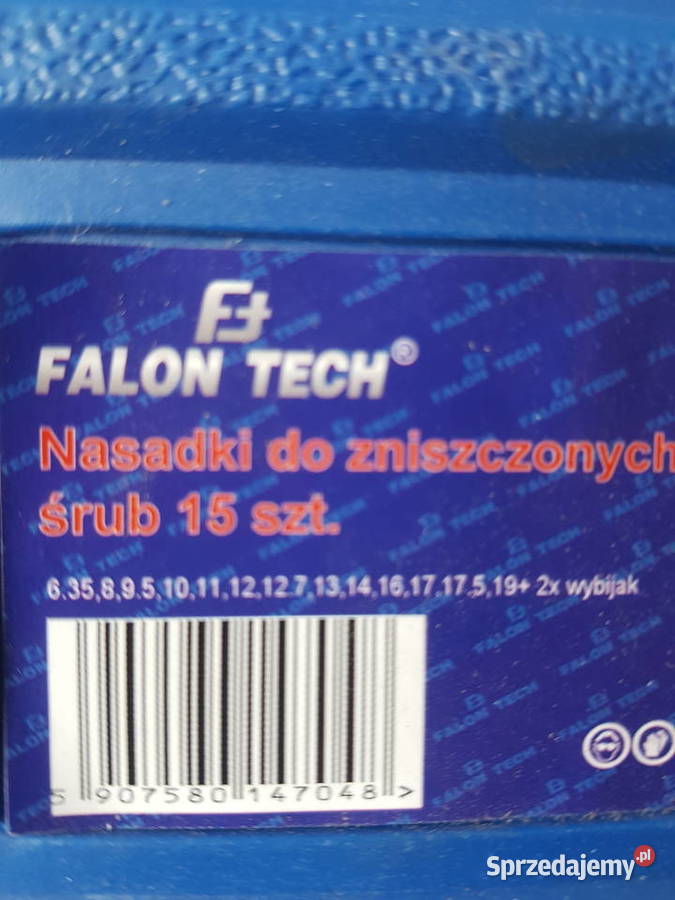 FALON TECH®
Nasadki do zniszczonych
śrub 15 szt.
6.35,8,9.5,10,11,12,12.7,13,14,16,17,17.5,19+ 2x wybijak
5 907580 147048 >
Sprzedajemy.pl